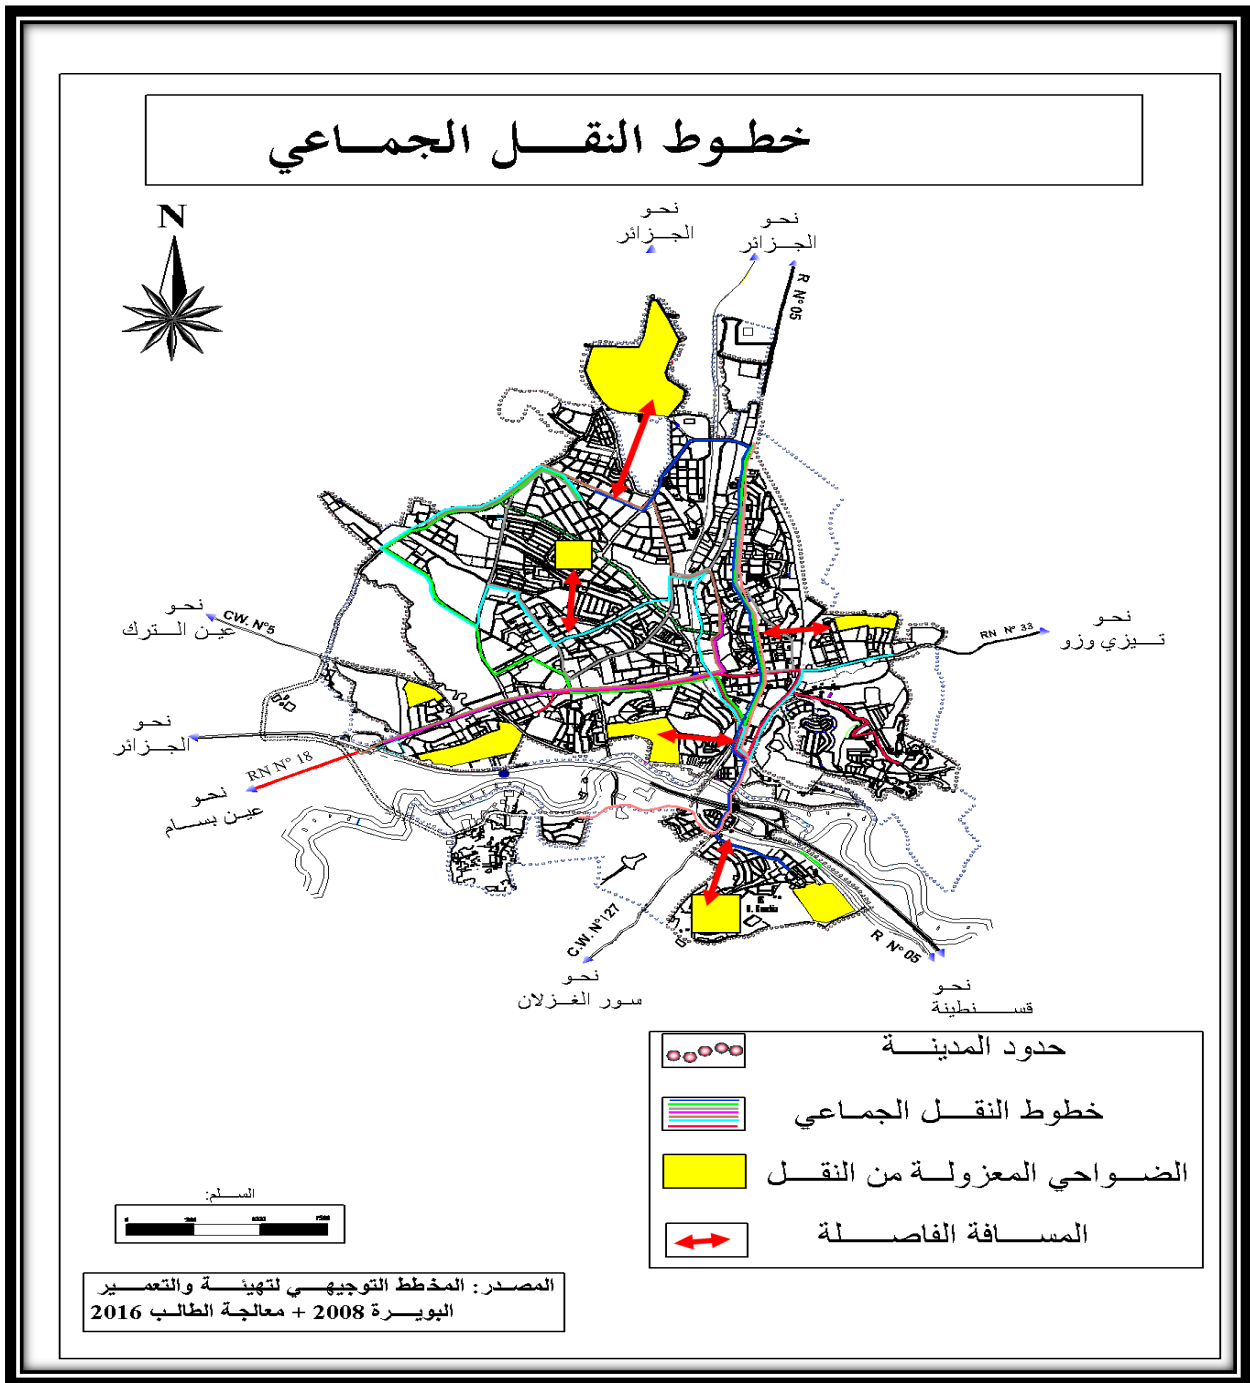 خطوط النقل الجماعي
N
نحو
الجزائر
نحو
الجزائر
R N° 05
نحو
عين الترك
CW. N°5
نحو
تيزي وزو
RN N° 33
نحو
الجزائر
RN N° 18
نحو
عين بسام
C.W. N°127
نحو
سور الغزلان
R N° 05
نحو
قسنطينة
حدود المدينة
خطوط النقل الجماعي
الضواحي المعزولة من النقل
المسافة الفاصلة
السلم:
المصدر: المخطط التوجيهي لتهيئة والتعمير
البويرة 2008 + معالجة الطالب 2016